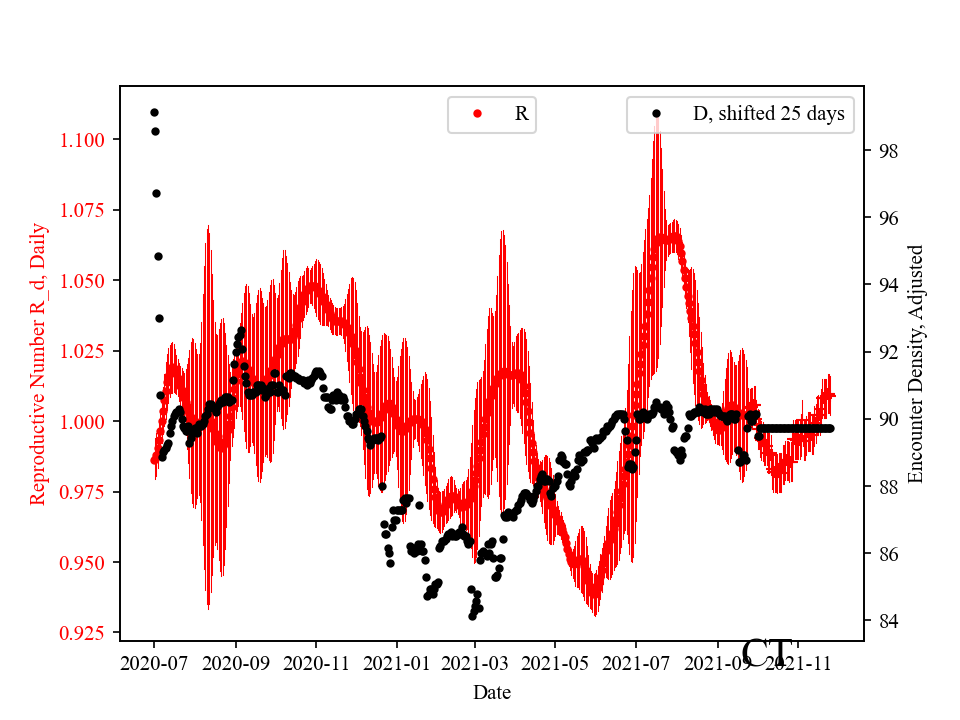 R
D, shifted 25 days
Reproductive Number R_d, Daily
1.100
1.075
1.050
1.025
1.000
0.975
0.950
0.925
98
96
94
92
90
88
86
84
Encounter Density, Adjusted
2020-07 2020-09 2020-11 2021-01 2021-03 2021-05 2021-07 2021-09 2021-11
CT
Date